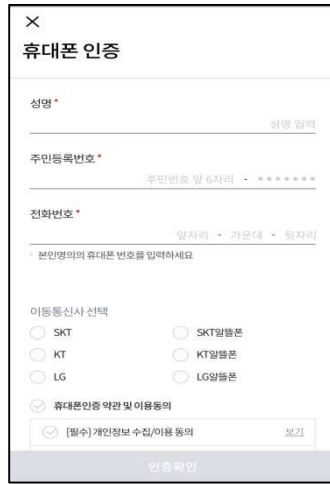 휴대폰 인증
성명 *
성명 입력
주민등록번호 *
주민번호 앞 6자리 - *******
전화번호 *
앞자리 - 가운데 - 뒷자리
· 본인명의의 휴대폰 번호를 입력하세요
이동통신사 선택
SKT SKT알뜰폰
KT KT알뜰폰
LG LG알뜰폰
휴대폰인증 약관 및 이용동의
[필수] 개인정보 수집/이용 동의 보기
인증확인